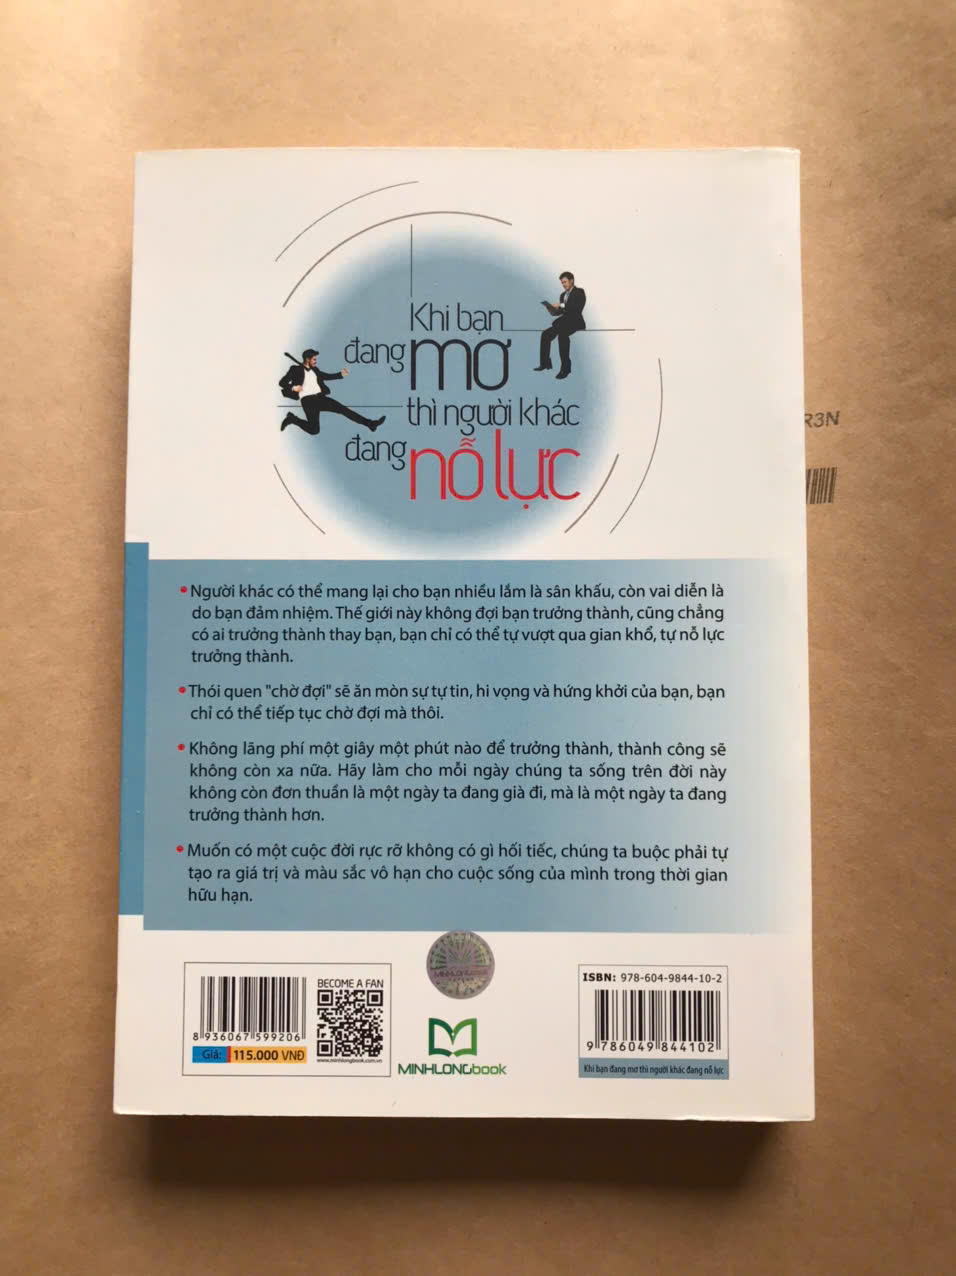 Khi bạn
đang mơ
thì người khác
đang nỗ lực
R3N
• Người khác có thể mang lại cho bạn nhiều lắm là sân khấu, còn vai diễn là
do bạn đảm nhiệm. Thế giới này không đợi bạn trưởng thành, cũng chẳng
có ai trưởng thành thay bạn, bạn chỉ có thể tự vượt qua gian khổ, tự nỗ lực
trưởng thành.
• Thói quen "chờ đợi" sẽ ăn mòn sự tự tin, hi vọng và hứng khởi của bạn, bạn
chỉ có thể tiếp tục chờ đợi mà thôi.
• Không lãng phí một giây một phút nào để trưởng thành, thành công sẽ
không còn xa nữa. Hãy làm cho mỗi ngày chúng ta sống trên đời này
không còn đơn thuần là một ngày ta đang già đi, mà là một ngày ta đang
trưởng thành hơn.
• Muốn có một cuộc đời rực rỡ không có gì hối tiếc, chúng ta buộc phải tự
tạo ra giá trị và màu sắc vô hạn cho cuộc sống của mình trong thời gian
hữu hạn.
8 936067 599206
Giá: 115.000 VNĐ
BECOME A FAN
www.minhlongbook.com.vn
MINHLONGbook
MINHLONGbook
ISBN: 978-604-9844-10-2
9 786049 844102
Khi bạn đang mơ thì người khác đang nỗ lực